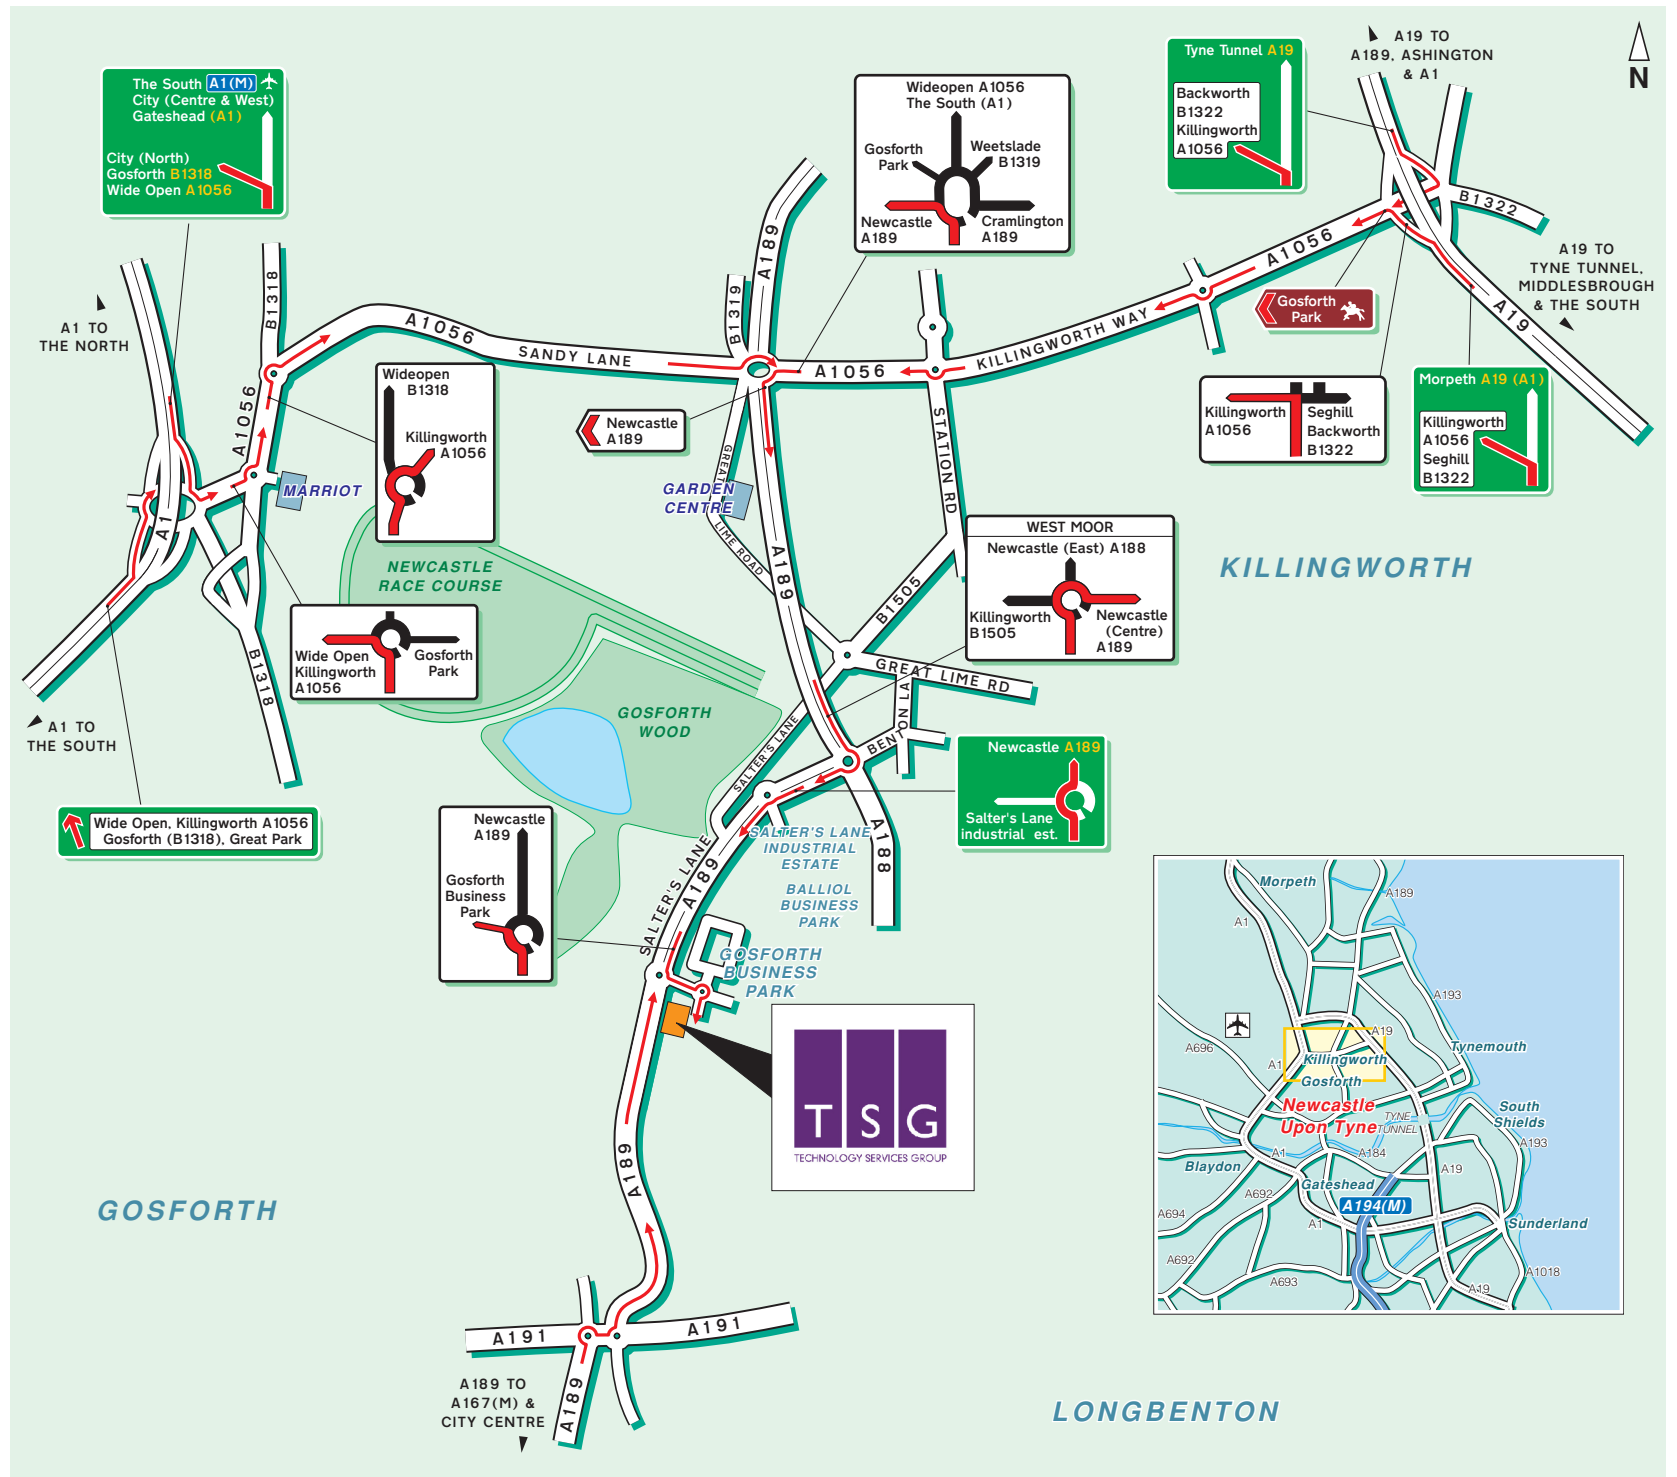 The South A1(M)
City (Centre & West)
Gateshead (A1)
City (North)
Gosforth B1318
Wide Open A1056
A1 TO
THE NORTH
B1318
A1056
SANDY LANE
A1056
Wideopen
B1318
Killingworth
A1056
MARRIOT
A1
B1318
NEWCASTLE
RACE COURSE
Wide Open
Killingworth
A1056
Gosforth
Park
A1 TO
THE SOUTH
Wide Open, Killingworth A1056
Gosforth (B1318), Great Park
Wideopen A1056
The South (A1)
Gosforth
Park
Weetslade
B1319
Newcastle
A189
Cramlington
A189
A189
B1319
A1056
KILLINGWORTH WAY
A1056
Newcastle
A189
GREAT
LIME ROAD
GARDEN
CENTRE
STATION RD
A189
B1505
Tyne Tunnel A19
Backworth
B1322
Killingworth
A1056
A19 TO
A189, ASHINGTON
& A1
N
B1322
A19 TO
TYNE TUNNEL,
MIDDLESBROUGH
& THE SOUTH
A19
Gosforth
Park
Killingworth
A1056
Seghill
Backworth
B1322
Morpeth A19 (A1)
Killingworth
A1056
Seghill
B1322
WEST MOOR
Newcastle (East) A188
Killingworth
B1505
Newcastle
(Centre)
A189
KILLINGWORTH
GREAT LIME RD
BENTON LA
GOSFORTH
WOOD
SALTER'S LANE
Newcastle A189
Salter's Lane
industrial est.
SALTER'S LANE
INDUSTRIAL
ESTATE
A188
BALLIOL
BUSINESS
PARK
Newcastle
A189
Gosforth
Business
Park
SALTER'S LANE
A189
GOSFORTH
BUSINESS
PARK
TSG
TECHNOLOGY SERVICES GROUP
A189
GOSFORTH
A191
A191
A189
A189 TO
A167(M) &
CITY CENTRE
LONGBENTON
Morpeth
A189
A1
A193
A696
A19
A1
Killingworth
Tynemouth
Gosforth
Newcastle
Upon Tyne
TYNE
TUNNEL
South
Shields
A193
A1
A184
Blaydon
A19
Gateshead
A692
A194(M)
A694
A1
Sunderland
A692
A693
A1018
A19